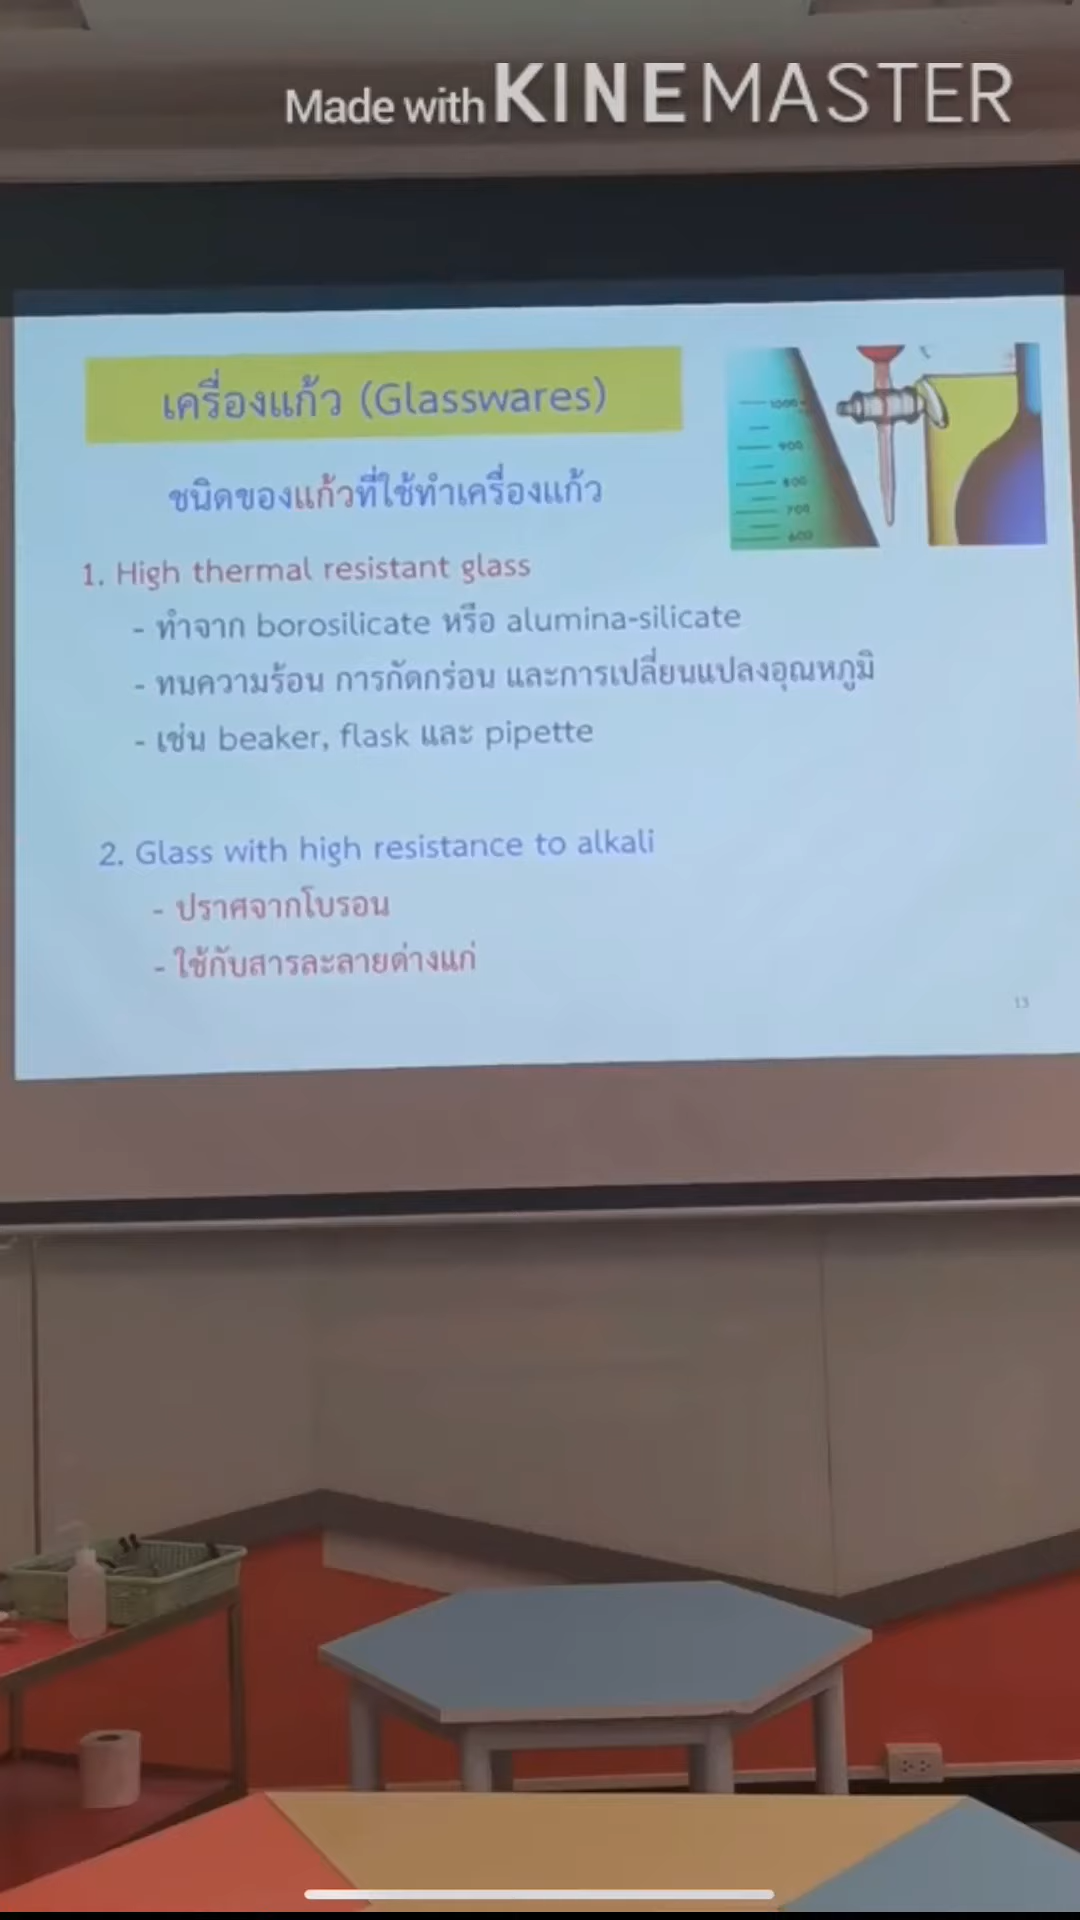 Made with KINEMASTER
เครื่องแก้ว (Glasswares)
ชนิดของแก้วที่ใช้ทำเครื่องแก้ว
1000
900
800
700
600
1. High thermal resistant glass
- ทำจาก borosilicate หรือ alumina-silicate
- ทนความร้อน การกัดกร่อน และการเปลี่ยนแปลงอุณหภูมิ
- เช่น beaker, flask และ pipette
2. Glass with high resistance to alkali
- ปราศจากโบรอน
- ใช้กับสารละลายด่างแก่
13